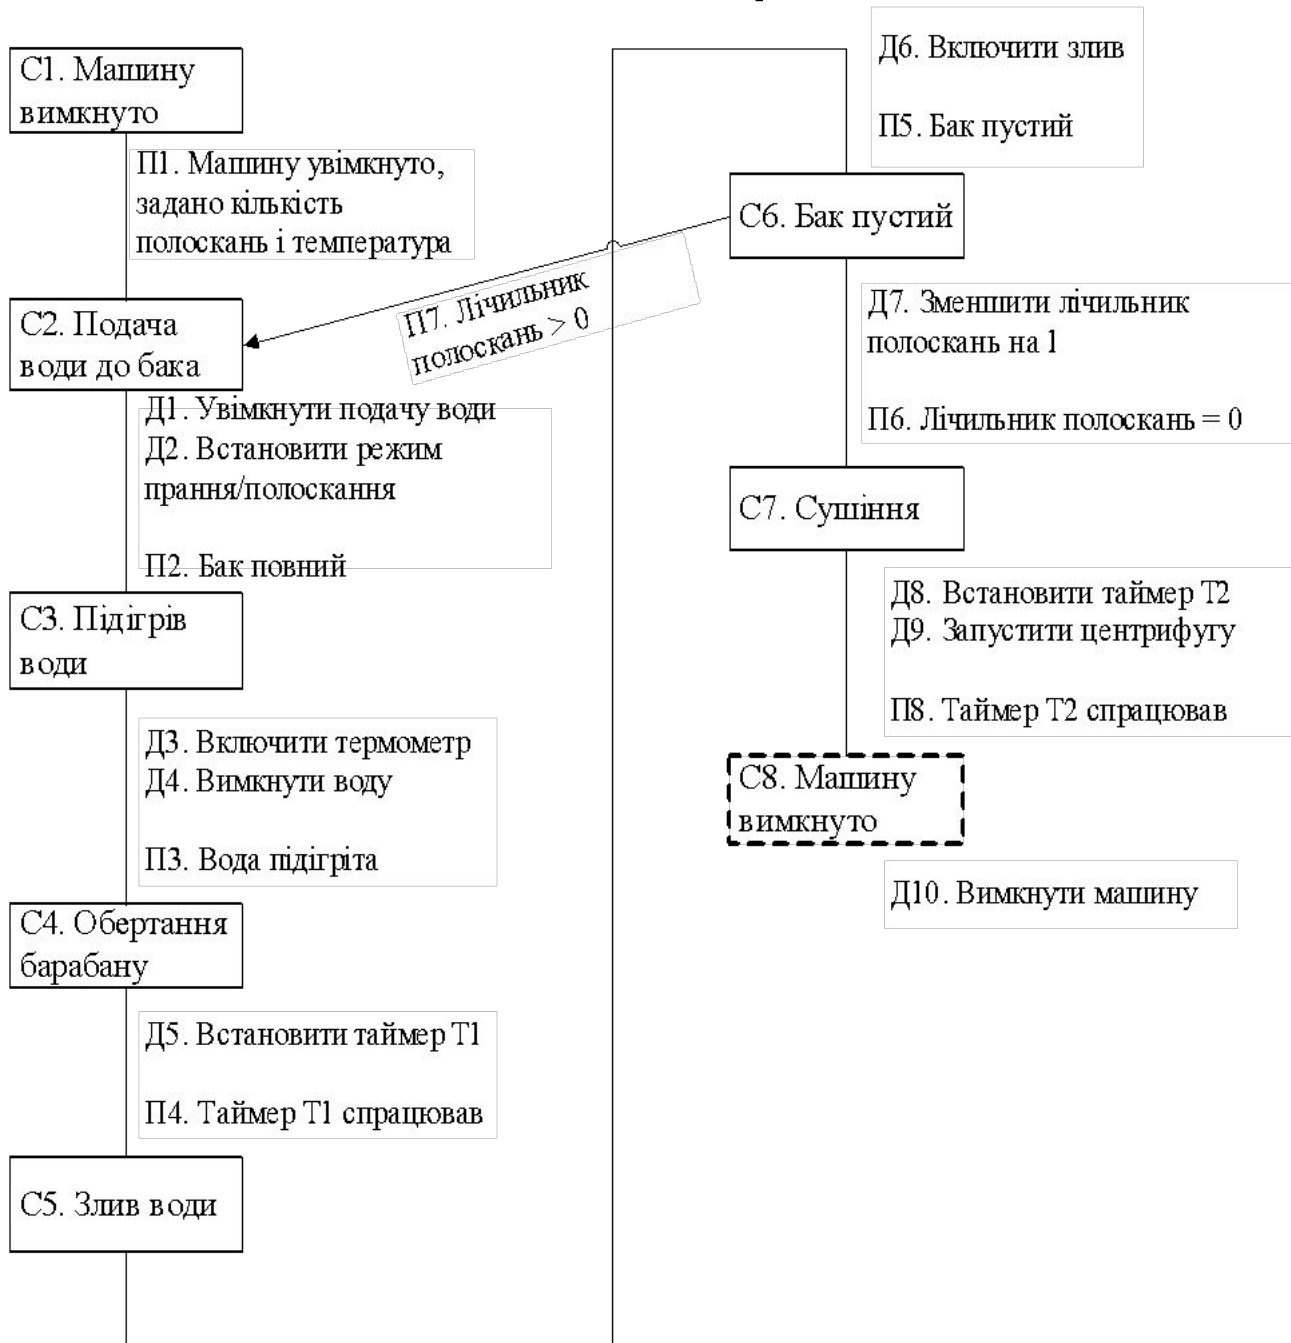 С1. Машину
вимкнуто
П1. Машину увімкнуто,
задано кількість
полоскань і температура
С2. Подача
води до бака
Д1. Увімкнути подачу води
Д2. Встановити режим
прання/полоскання
П2. Бак повний
С3. Підігрів
води
Д3. Включити термометр
Д4. Вимкнути воду
П3. Вода підігріта
С4. Обертання
барабану
Д5. Встановити таймер Т1
П4. Таймер Т1 спрацював
С5. Злив води
Д6. Включити злив
П5. Бак пустий
С6. Бак пустий
П7. Лічильник
полоскань > 0
Д7. Зменшити лічильник
полоскань на 1
П6. Лічильник полоскань = 0
С7. Сушіння
Д8. Встановити таймер Т2
Д9. Запустити центрифугу
П8. Таймер Т2 спрацював
С8. Машину
вимкнуто
Д10. Вимкнути машину